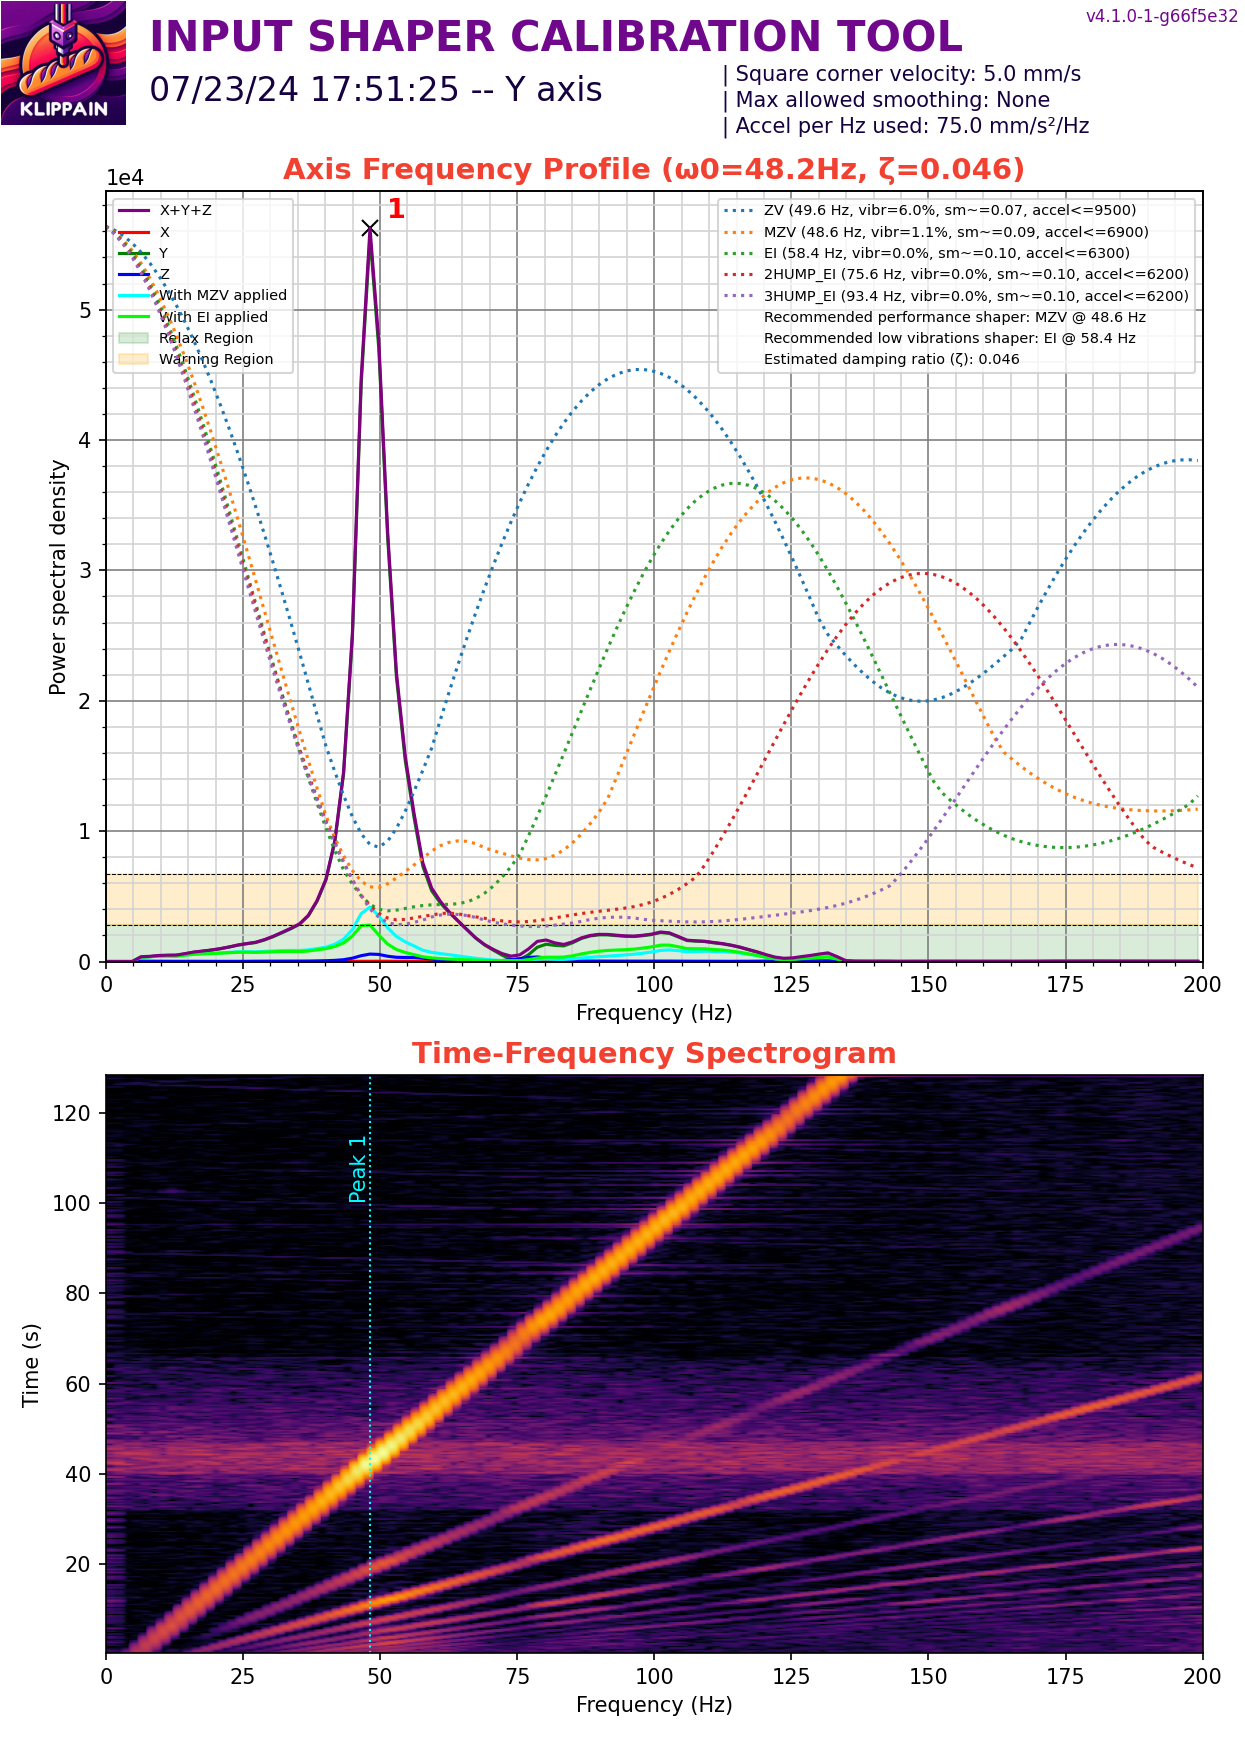 v4.1.0-1-g66f5e32
INPUT SHAPER CALIBRATION TOOL
07/23/24 17:51:25 -- Y axis
| Square corner velocity: 5.0 mm/s
| Max allowed smoothing: None
| Accel per Hz used: 75.0 mm/s²/Hz
KLIPPAIN
Axis Frequency Profile (ω0=48.2Hz, ζ=0.046)
1e4
1
X+Y+Z
X
Y
Z
With MZV applied
With EI applied
Relax Region
Warning Region
ZV (49.6 Hz, vibr=6.0%, sm~=0.07, accel<=9500)
MZV (48.6 Hz, vibr=1.1%, sm~=0.09, accel<=6900)
EI (58.4 Hz, vibr=0.0%, sm~=0.10, accel<=6300)
2HUMP_EI (75.6 Hz, vibr=0.0%, sm~=0.10, accel<=6200)
3HUMP_EI (93.4 Hz, vibr=0.0%, sm~=0.10, accel<=6200)
Recommended performance shaper: MZV @ 48.6 Hz
Recommended low vibrations shaper: EI @ 58.4 Hz
Estimated damping ratio (ζ): 0.046
Power spectral density
5
4
3
2
1
0
0 25 50 75 100 125 150 175 200
Frequency (Hz)
Time-Frequency Spectrogram
Peak 1
Time (s)
120
100
80
60
40
20
0 25 50 75 100 125 150 175 200
Frequency (Hz)